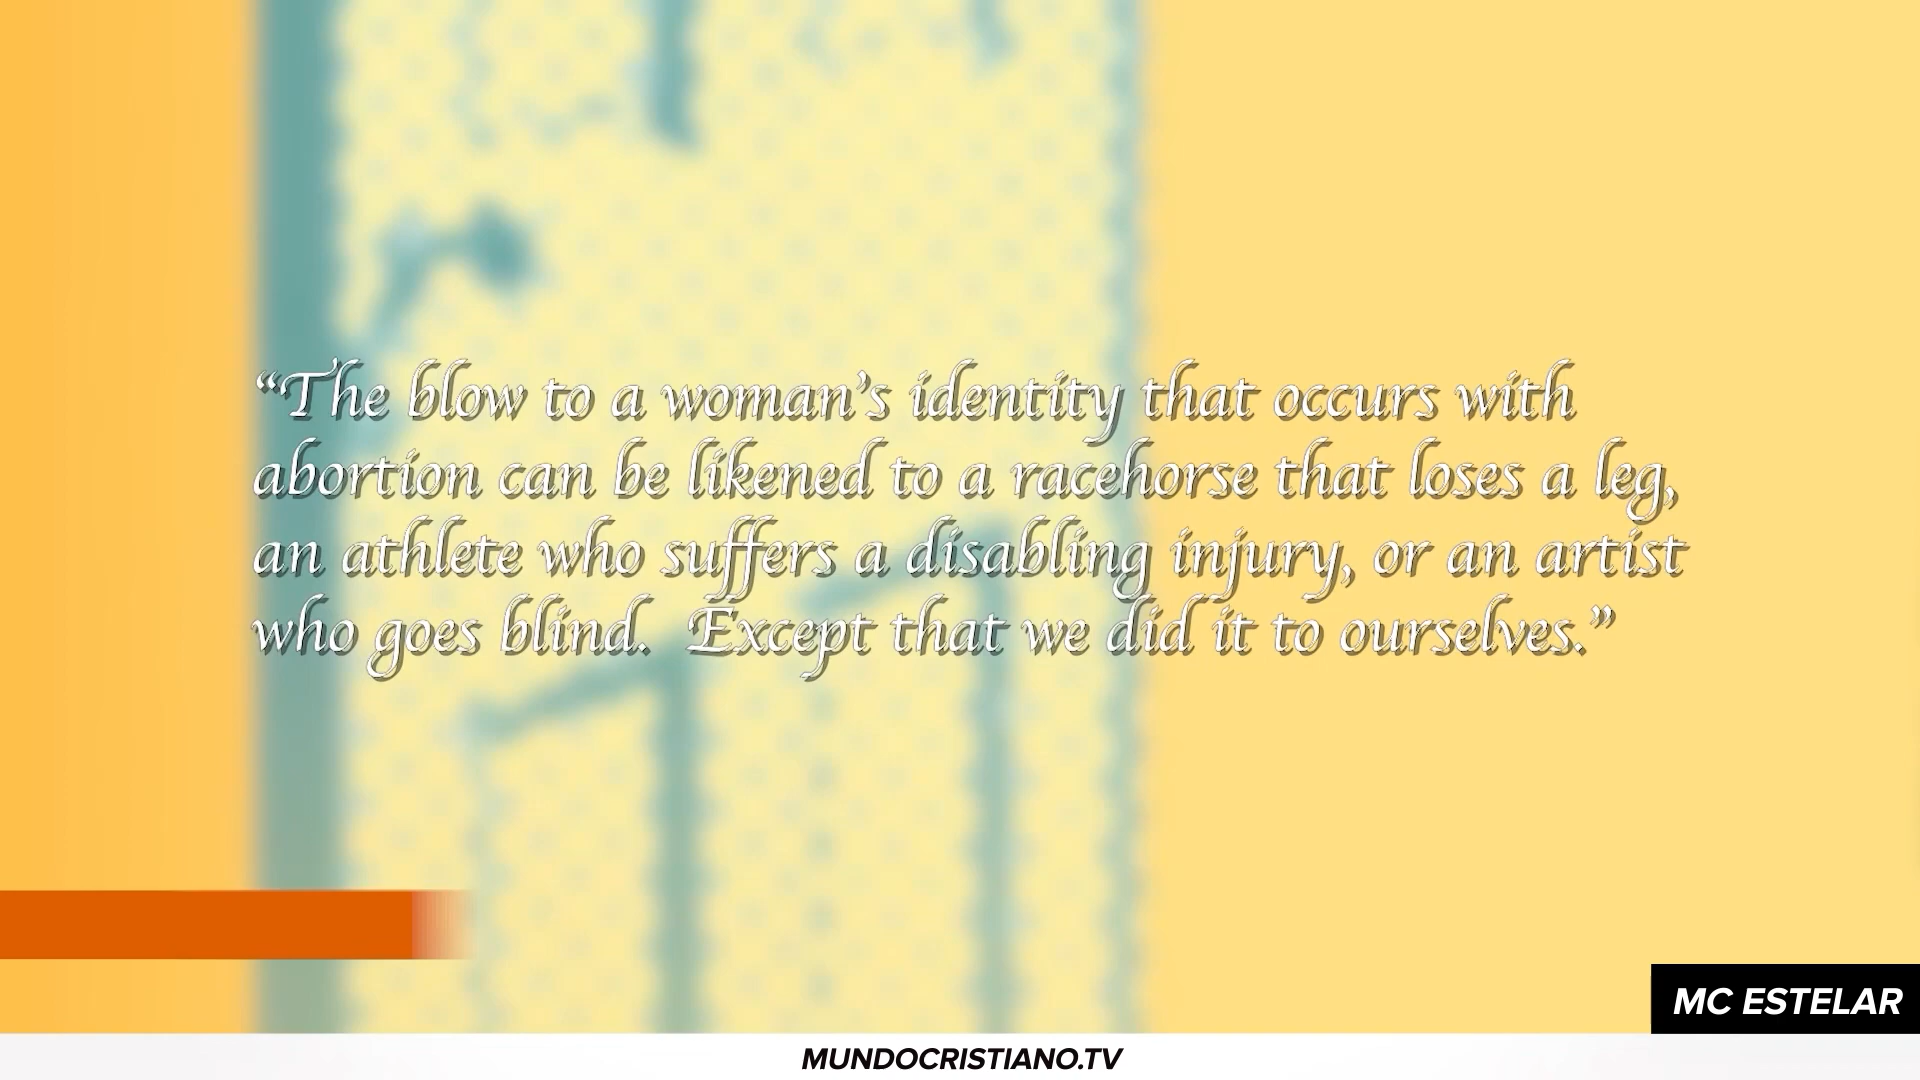 “The blow to a woman’s identity that occurs with
abortion can be likened to a racehorse that loses a leg,
an athlete who suffers a disabling injury, or an artist
who goes blind.  Except that we did it to ourselves.”
MC ESTELAR
MUNDOCRISTIANO.TV